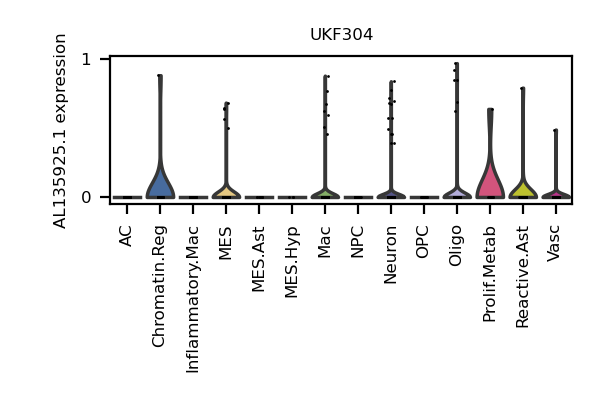 UKF304
AL135925.1 expression
1
0
AC
Chromatin.Reg
Inflammatory.Mac
MES
MES.Ast
MES.Hyp
Mac
NPC
Neuron
OPC
Oligo
Prolif.Metab
Reactive.Ast
Vasc